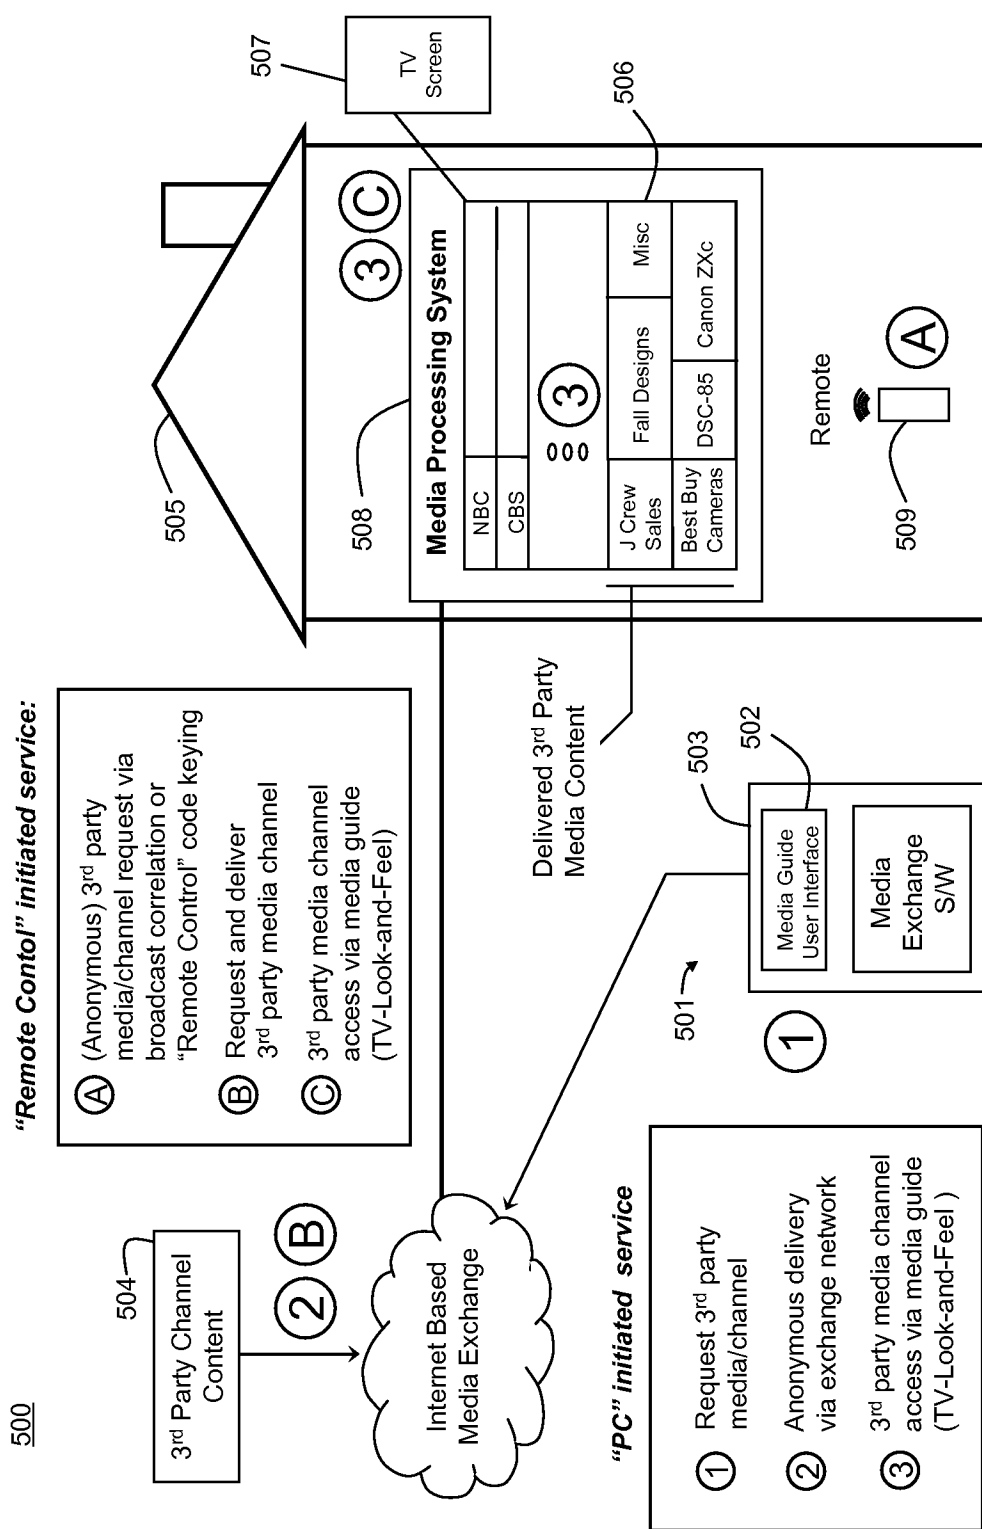 500
"Remote Contol" initiated service:
504
3rd Party Channel
Content
2
B
A
(Anonymous) 3rd party
media/channel request via
broadcast correlation or
"Remote Control" code keying
B
Request and deliver
3rd party media channel
C
3rd party media channel
access via media guide
(TV-Look-and-Feel)
505
507
TV
Screen
3
C
508
Media Processing System
NBC
CBS
3
J Crew
Sales
Fall Designs
Misc
Best Buy
Cameras
DSC-85
Canon ZXc
506
Internet Based
Media Exchange
Delivered 3rd Party
Media Content
Remote
A
509
"PC" initiated service
1
Request 3rd party
media/channel
2
Anonymous delivery
via exchange network
3
3rd party media channel
access via media guide
(TV-Look-and-Feel )
501
1
503
502
Media Guide
User Interface
Media
Exchange
S/W